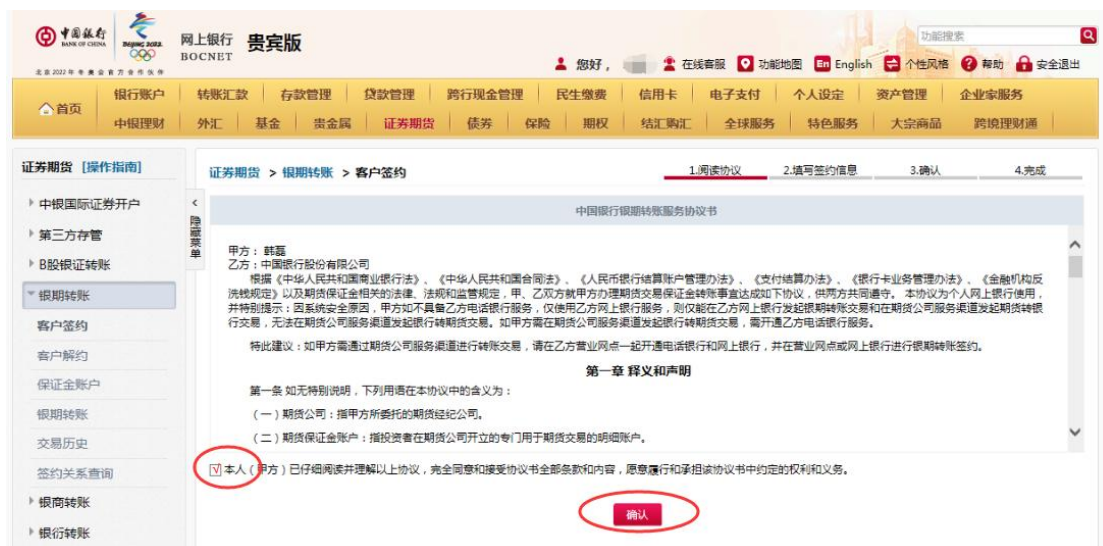 中国银行
BANK OF CHINA
BEIJING 2022
北京2022年冬奥会官方合作伙伴
网上银行 贵宾版
BOCNET
功能搜索
您好， 在线客服 功能地图 En English 个性风格 帮助 安全退出
首页
银行账户 转账汇款 存款管理 贷款管理 跨行现金管理 民生缴费 信用卡 电子支付 个人设定 资产管理 企业家服务
中银理财 外汇 基金 贵金属 证券期货 债券 保险 期权 结汇购汇 全球服务 特色服务 大宗商品 跨境理财通
证券期货 [操作指南]
中银国际证券开户
第三方存管
B股银证转账
银期转账
客户签约
客户解约
保证金账户
银期转账
交易历史
签约关系查询
银商转账
银衍转账
<
隐藏菜单
证券期货 > 银期转账 > 客户签约
1.阅读协议 2.填写签约信息 3.确认 4.完成
中国银行银期转账服务协议书
甲方： 韩磊
乙方：中国银行股份有限公司
根据《中华人民共和国商业银行法》、《中华人民共和国合同法》、《人民币银行结算账户管理办法》、《支付结算办法》、《银行卡业务管理办法》、《金融机构反
洗钱规定》以及期货保证金相关的法律、法规和监管规定，甲、乙双方就甲方办理期货交易保证金转账事宜达成如下协议，供两方共同遵守。 本协议为个人网上银行使用，
并特别提示：因系统安全原因，甲方如不具备乙方电话银行服务，仅使用乙方网上银行服务，则仅能在乙方网上银行发起银期转账交易和在期货公司服务渠道发起期货转银
行交易，无法在期货公司服务渠道发起银行转期货交易。如甲方需在期货公司服务渠道发起银行转期货交易，需开通乙方电话银行服务。
特此建议：如甲方需通过期货公司服务渠道进行转账交易，请在乙方营业网点一起开通电话银行和网上银行，并在营业网点或网上银行进行银期转账签约。
第一章 释义和声明
第一条 如无特别说明，下列用语在本协议中的含义为：
（一）期货公司：指甲方所委托的期货经纪公司。
（二）期货保证金账户：指投资者在期货公司开立的专门用于期货交易的明细账户。
本人（甲方）已仔细阅读并理解以上协议，完全同意和接受协议书全部条款和内容，愿意履行和承担该协议书中约定的权利和义务。
确认